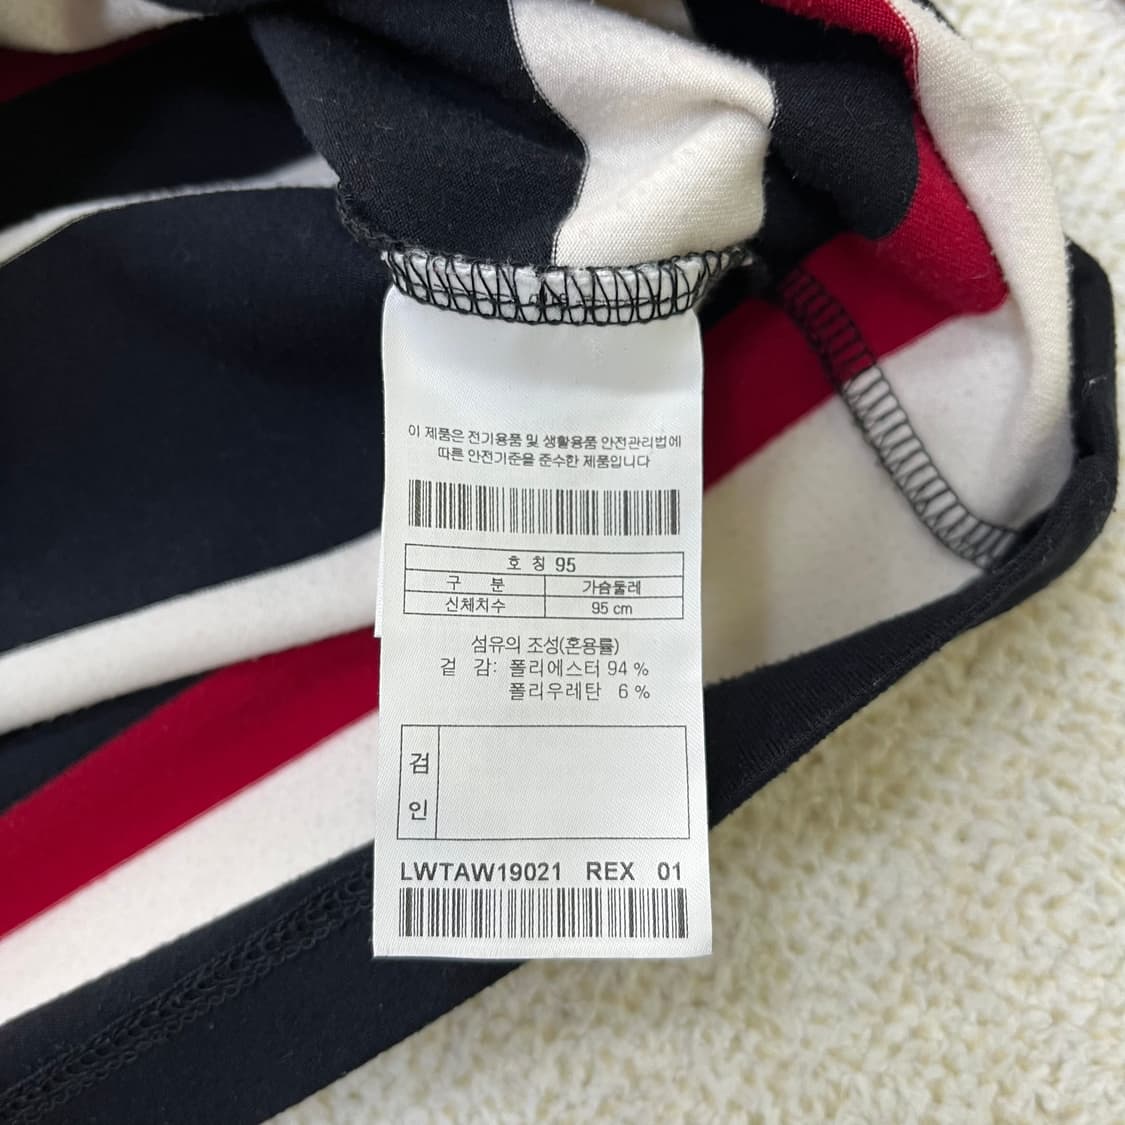 이 제품은 전기용품 및 생활용품 안전관리법에
따른 안전기준을 준수한 제품입니다
호 칭 95
구 분 가슴둘레
신체치수 95 cm
섬유의 조성(혼용률)
겉 감: 폴리에스터 94 %
폴리우레탄 6 %
검
인
LWTAW19021 REX 01